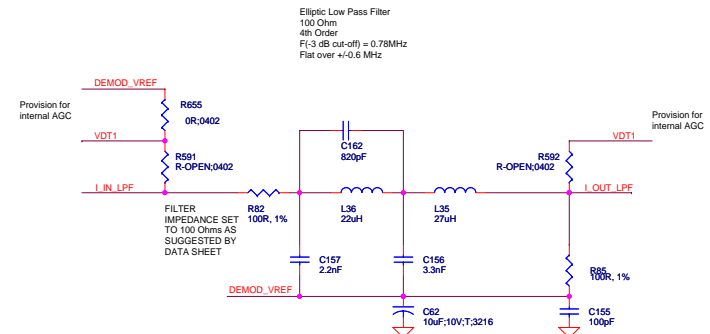 Elliptic Low Pass Filter
100 Ohm
4th Order
F(-3 dB cut-off) = 0.78MHz
Flat over +/-0.6 MHz
DEMOD_VREF
Provision for
internal AGC
R655
0R;0402
VDT1
R591
R-OPEN;0402
I_IN_LPF
FILTER
IMPEDANCE SET
TO 100 Ohms AS
SUGGESTED BY
DATA SHEET
R82
100R, 1%
C162
820pF
L36
22uH
L35
27uH
Provision for
internal AGC
VDT1
R592
R-OPEN;0402
I_OUT_LPF
C157
2.2nF
C156
3.3nF
R85
100R, 1%
DEMOD_VREF
C62
10uF;10V;T;3216
C155
100pF